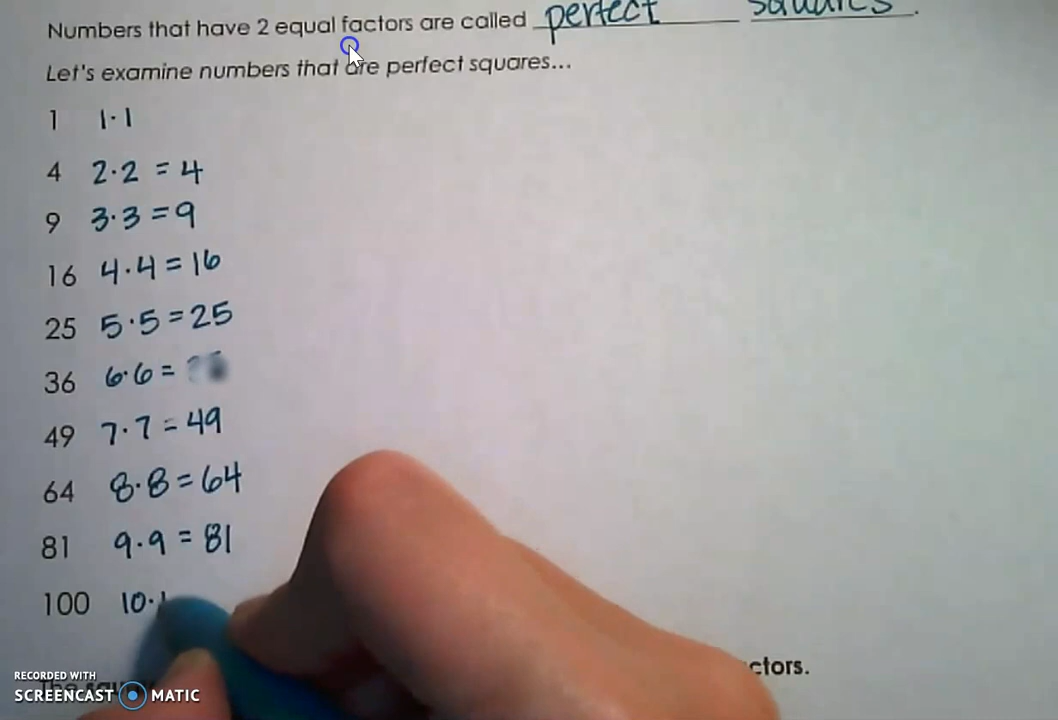 Numbers that have 2 equal factors are called perfect squares.
Let's examine numbers that are perfect squares...
1 1·1
4 2·2 = 4
9 3·3 = 9
16 4·4 = 16
25 5·5 = 25
36 6·6 =
49 7·7 = 49
64 8·8 = 64
81 9·9 = 81
100 10·
ctors.
RECORDED WITH
SCREENCAST MATIC